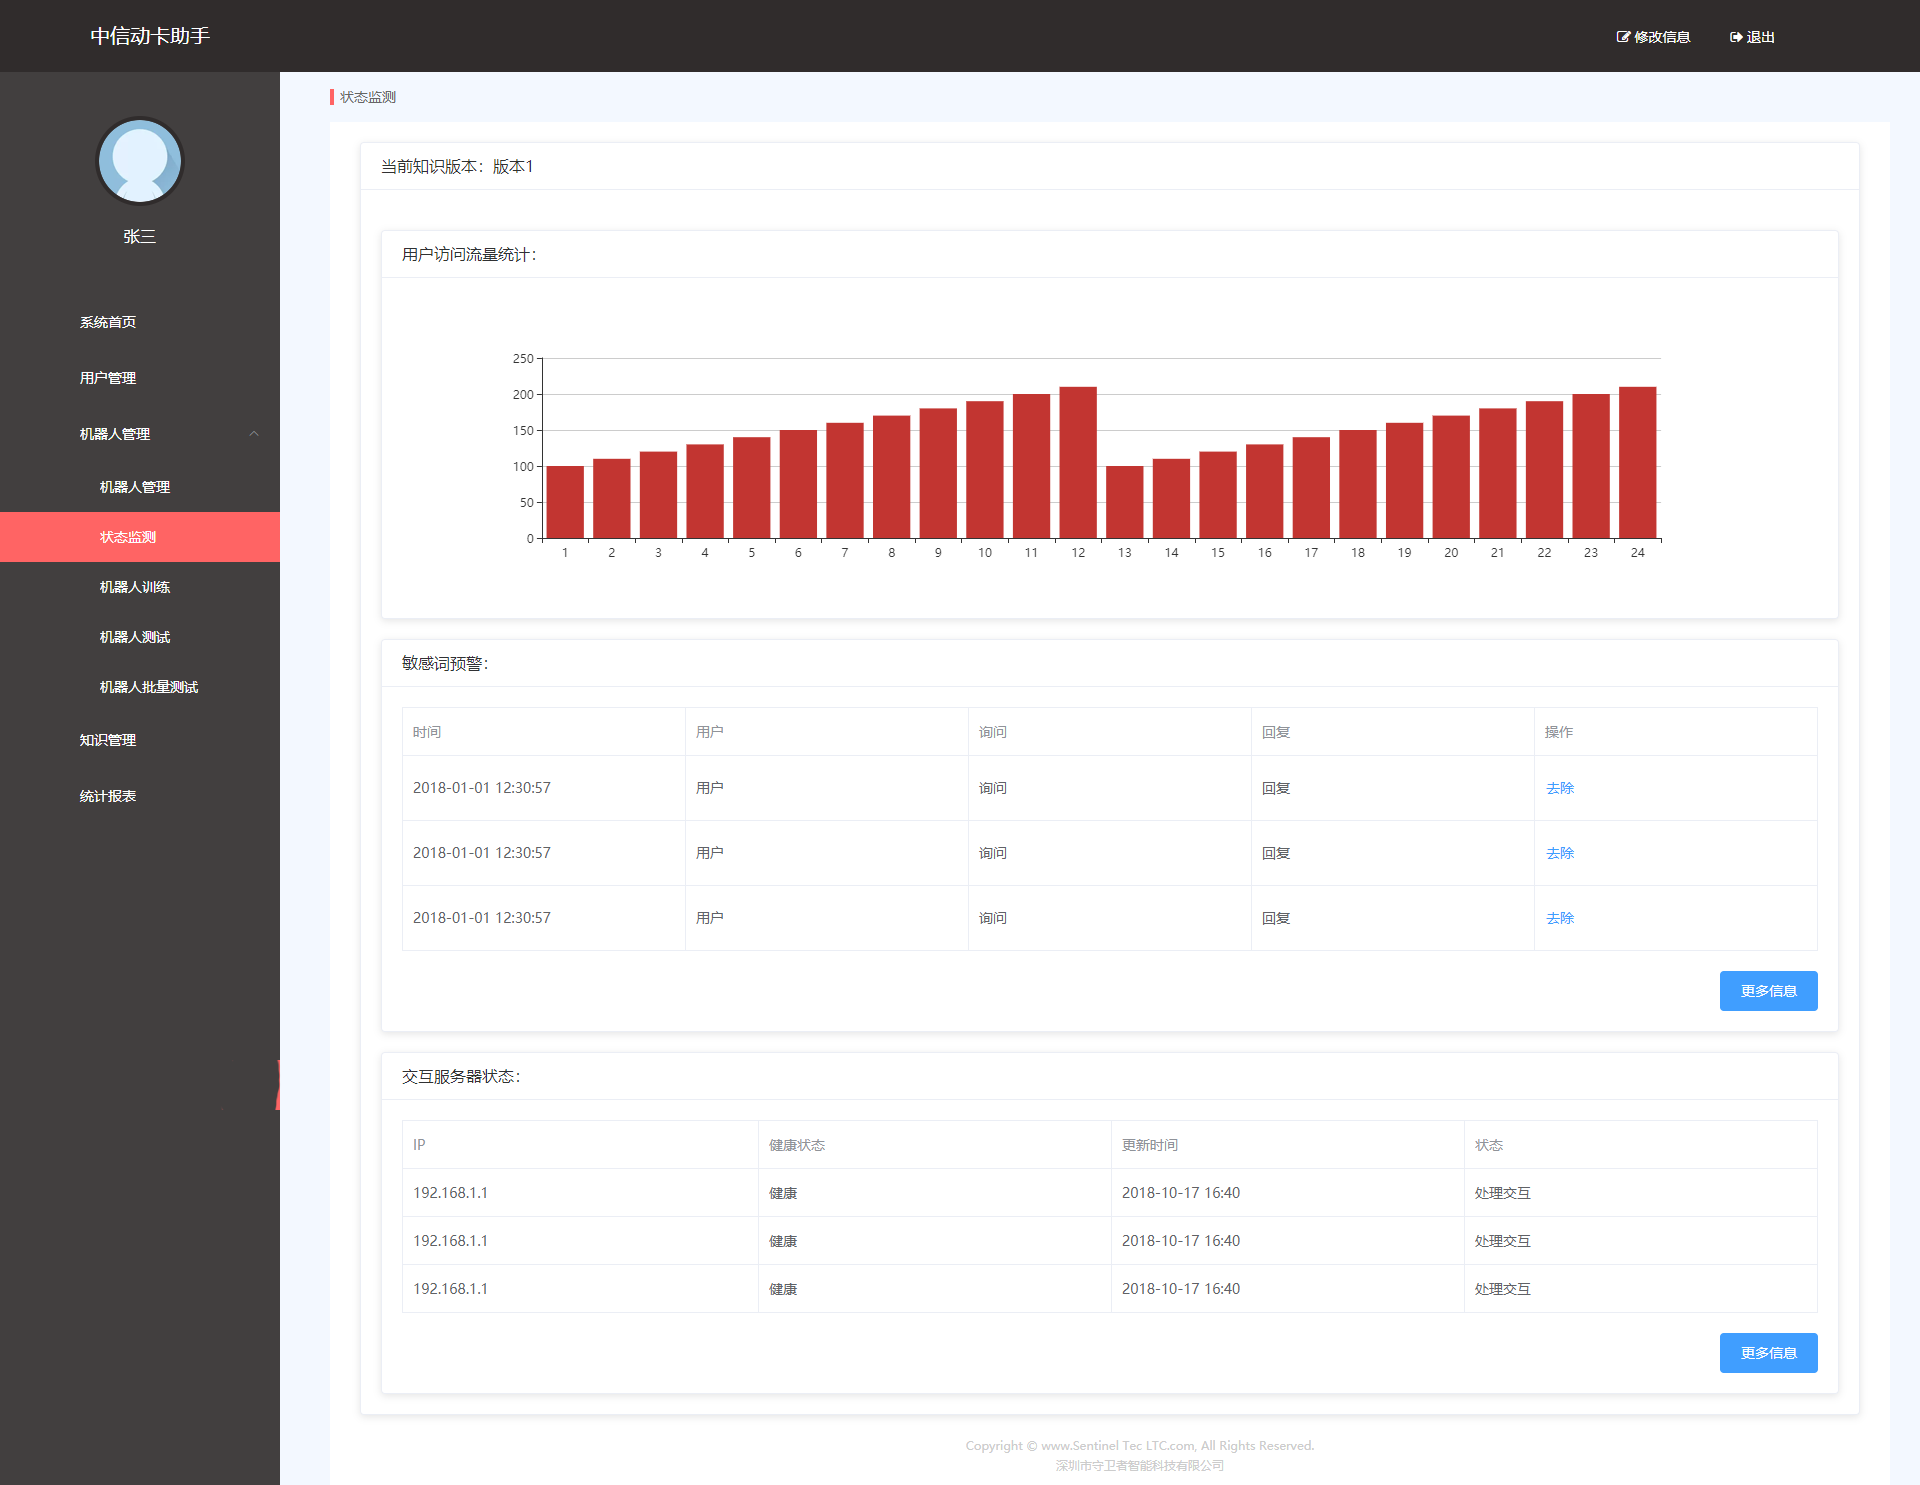 中信动卡助手
修改信息
退出
张三
系统首页
用户管理
机器人管理
机器人管理
状态监测
机器人训练
机器人测试
机器人批量测试
知识管理
统计报表
状态监测
当前知识版本：版本1
用户访问流量统计：
250
200
150
100
50
0
1 2 3 4 5 6 7 8 9 10 11 12 13 14 15 16 17 18 19 20 21 22 23 24
敏感词预警：
时间 用户 询问 回复 操作
2018-01-01 12:30:57 用户 询问 回复 去除
2018-01-01 12:30:57 用户 询问 回复 去除
2018-01-01 12:30:57 用户 询问 回复 去除
更多信息
交互服务器状态：
IP 健康状态 更新时间 状态
192.168.1.1 健康 2018-10-17 16:40 处理交互
192.168.1.1 健康 2018-10-17 16:40 处理交互
192.168.1.1 健康 2018-10-17 16:40 处理交互
更多信息
Copyright © www.Sentinel Tec LTC.com, All Rights Reserved.
深圳市守卫者智能科技有限公司